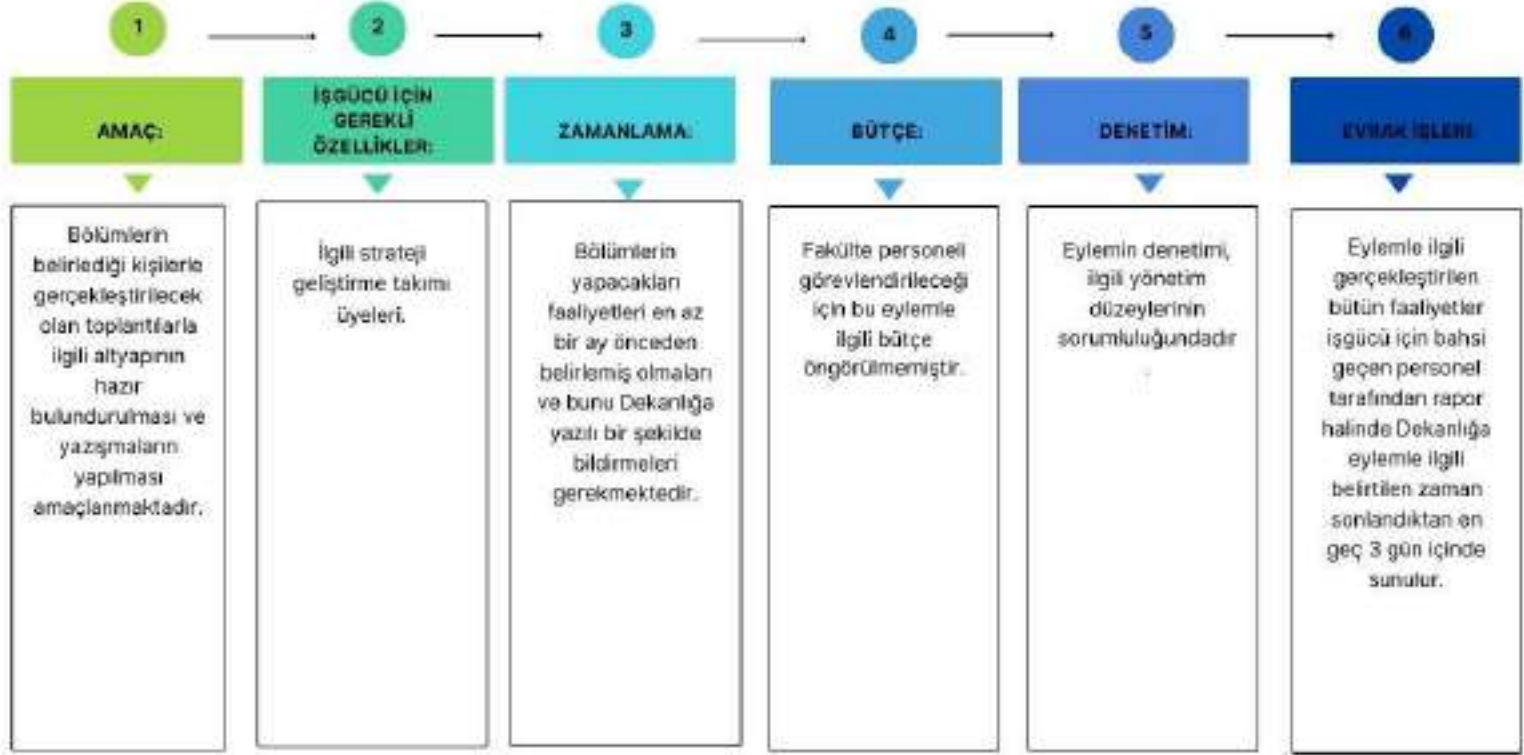 1
2
3
4
5
6
AMAÇ:
İŞGÜCÜ İÇİN
GEREKLİ
ÖZELLİKLER:
ZAMANLAMA:
BÜTÇE:
DENETİM:
EVRAK İŞLERİ:
Bölümlerin
belirlediği kişilerle
gerçekleştirilecek
olan toplantılarla
ilgili altyapının
hazır
bulundurulması ve
yazışmaların
yapılması
amaçlanmaktadır.
İlgili strateji
geliştirme takımı
üyeleri.
Bölümlerin
yapacakları
faaliyetleri en az
bir ay önceden
belirlemiş olmaları
ve bunu Dekanlığa
yazılı bir şekilde
bildirmeleri
gerekmektedir.
Fakülte personeli
görevlendirileceği
için bu eylemle
ilgili bütçe
öngörülmemiştir.
Eylemin denetimi,
ilgili yönetim
düzeylerinin
sorumluluğundadır
.
Eylemle ilgili
gerçekleştirilen
bütün faaliyetler
işgücü için bahsi
geçen personel
tarafından rapor
halinde Dekanlığa
eylemle ilgili
belirtilen zaman
sonlandıktan en
geç 3 gün içinde
sunulur.